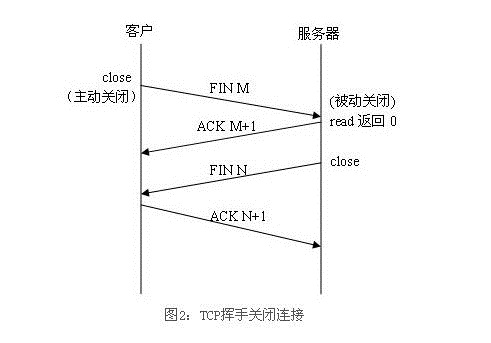 客户
服务器
close
(主动关闭)
FIN M
(被动关闭)
read 返回 0
ACK M+1
close
FIN N
ACK N+1
图2: TCP挥手关闭连接